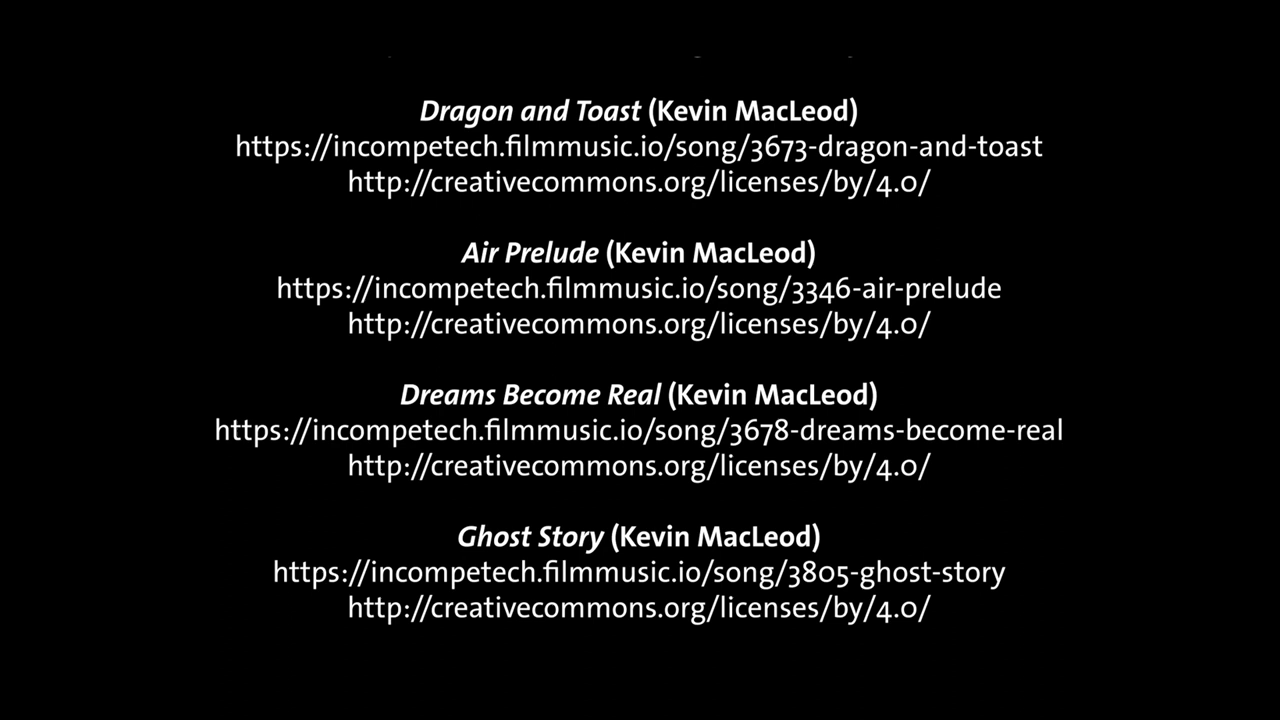 Dragon and Toast (Kevin MacLeod)
https://incompetech.filmmusic.io/song/3673-dragon-and-toast
http://creativecommons.org/licenses/by/4.0/
Air Prelude (Kevin MacLeod)
https://incompetech.filmmusic.io/song/3346-air-prelude
http://creativecommons.org/licenses/by/4.0/
Dreams Become Real (Kevin MacLeod)
https://incompetech.filmmusic.io/song/3678-dreams-become-real
http://creativecommons.org/licenses/by/4.0/
Ghost Story (Kevin MacLeod)
https://incompetech.filmmusic.io/song/3805-ghost-story
http://creativecommons.org/licenses/by/4.0/